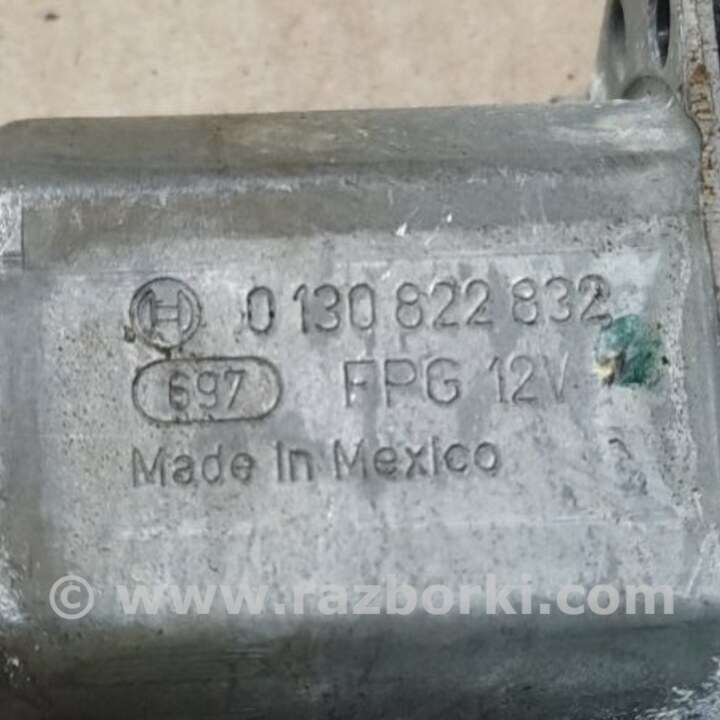 0 130 822 832
697 FPG 12V
Made in Mexico
© www.razborki.com